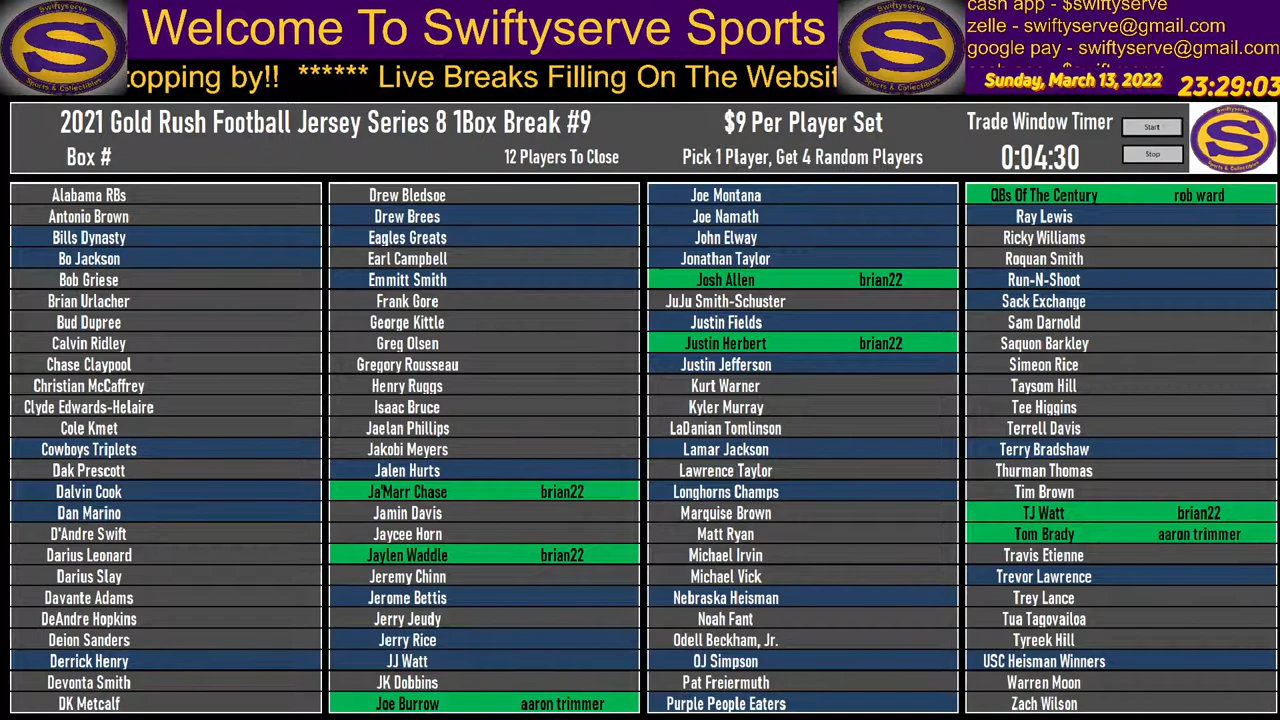 Welcome To Swiftyserve Sports
topping by!! ****** Live Breaks Filling On The Websi
cash app - $swiftyserve
zelle - swiftyserve@gmail.com
google pay - swiftyserve@gmail.com
Sunday, March 13, 2022 23:29:03
Swiftyserve
S
Sports & Collectibles
Swiftyserve
S
Sports & Collectibles
2021 Gold Rush Football Jersey Series 8 1Box Break #9
Box #
12 Players To Close
$9 Per Player Set
Pick 1 Player, Get 4 Random Players
Trade Window Timer
0:04:30
Start
Stop
Swiftyserve
S
Sports & Collectibles
Alabama RBs
Antonio Brown
Bills Dynasty
Bo Jackson
Bob Griese
Brian Urlacher
Bud Dupree
Calvin Ridley
Chase Claypool
Christian McCaffrey
Clyde Edwards-Helaire
Cole Kmet
Cowboys Triplets
Dak Prescott
Dalvin Cook
Dan Marino
D'Andre Swift
Darius Leonard
Darius Slay
Davante Adams
DeAndre Hopkins
Deion Sanders
Derrick Henry
Devonta Smith
DK Metcalf
Drew Bledsoe
Drew Brees
Eagles Greats
Earl Campbell
Emmitt Smith
Frank Gore
George Kittle
Greg Olsen
Gregory Rousseau
Henry Ruggs
Isaac Bruce
Jaelan Phillips
Jakobi Meyers
Jalen Hurts
Ja'Marr Chase brian22
Jamin Davis
Jaycee Horn
Jaylen Waddle brian22
Jeremy Chinn
Jerome Bettis
Jerry Jeudy
Jerry Rice
JJ Watt
JK Dobbins
Joe Burrow aaron trimmer
Joe Montana
Joe Namath
John Elway
Jonathan Taylor
Josh Allen brian22
JuJu Smith-Schuster
Justin Fields
Justin Herbert brian22
Justin Jefferson
Kurt Warner
Kyler Murray
LaDanian Tomlinson
Lamar Jackson
Lawrence Taylor
Longhorns Champs
Marquise Brown
Matt Ryan
Michael Irvin
Michael Vick
Nebraska Heisman
Noah Fant
Odell Beckham, Jr.
OJ Simpson
Pat Freiermuth
Purple People Eaters
QBs Of The Century rob ward
Ray Lewis
Ricky Williams
Roquan Smith
Run-N-Shoot
Sack Exchange
Sam Darnold
Saquon Barkley
Simeon Rice
Taysom Hill
Tee Higgins
Terrell Davis
Terry Bradshaw
Thurman Thomas
Tim Brown
TJ Watt brian22
Tom Brady aaron trimmer
Travis Etienne
Trevor Lawrence
Trey Lance
Tua Tagovailoa
Tyreek Hill
USC Heisman Winners
Warren Moon
Zach Wilson